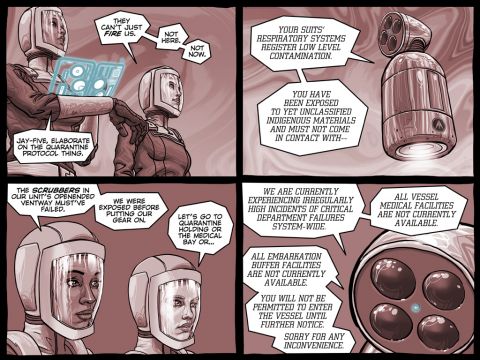 THEY
CAN'T JUST
FIRE US.
NOT
HERE.
NOT
NOW.
JAY-FIVE, ELABORATE
ON THE QUARANTINE
PROTOCOL THING.
YOUR SUITS'
RESPIRATORY SYSTEMS
REGISTER LOW LEVEL
CONTAMINATION.
YOU HAVE
BEEN EXPOSED
TO YET UNCLASSIFIED
INDIGENOUS MATERIALS
AND MUST NOT COME
IN CONTACT WITH--
THE SCRUBBERS IN
OUR UNIT'S OPENENDED
VENTWAY MUST'VE
FAILED.
WE WERE
EXPOSED BEFORE
PUTTING OUR
GEAR ON.
LET'S GO TO
QUARANTINE
HOLDING OR
THE MEDICAL
BAY OR...
WE ARE CURRENTLY
EXPERIENCING IRREGULARLY
HIGH INCIDENTS OF CRITICAL
DEPARTMENT FAILURES
SYSTEM-WIDE.
ALL VESSEL
MEDICAL FACILITIES
ARE NOT CURRENTLY
AVAILABLE.
ALL EMBARKATION
BUFFER FACILITIES
ARE NOT CURRENTLY
AVAILABLE.
YOU WILL NOT BE
PERMITTED TO ENTER
THE VESSEL UNTIL
FURTHER NOTICE.
SORRY FOR ANY
INCONVENIENCE.